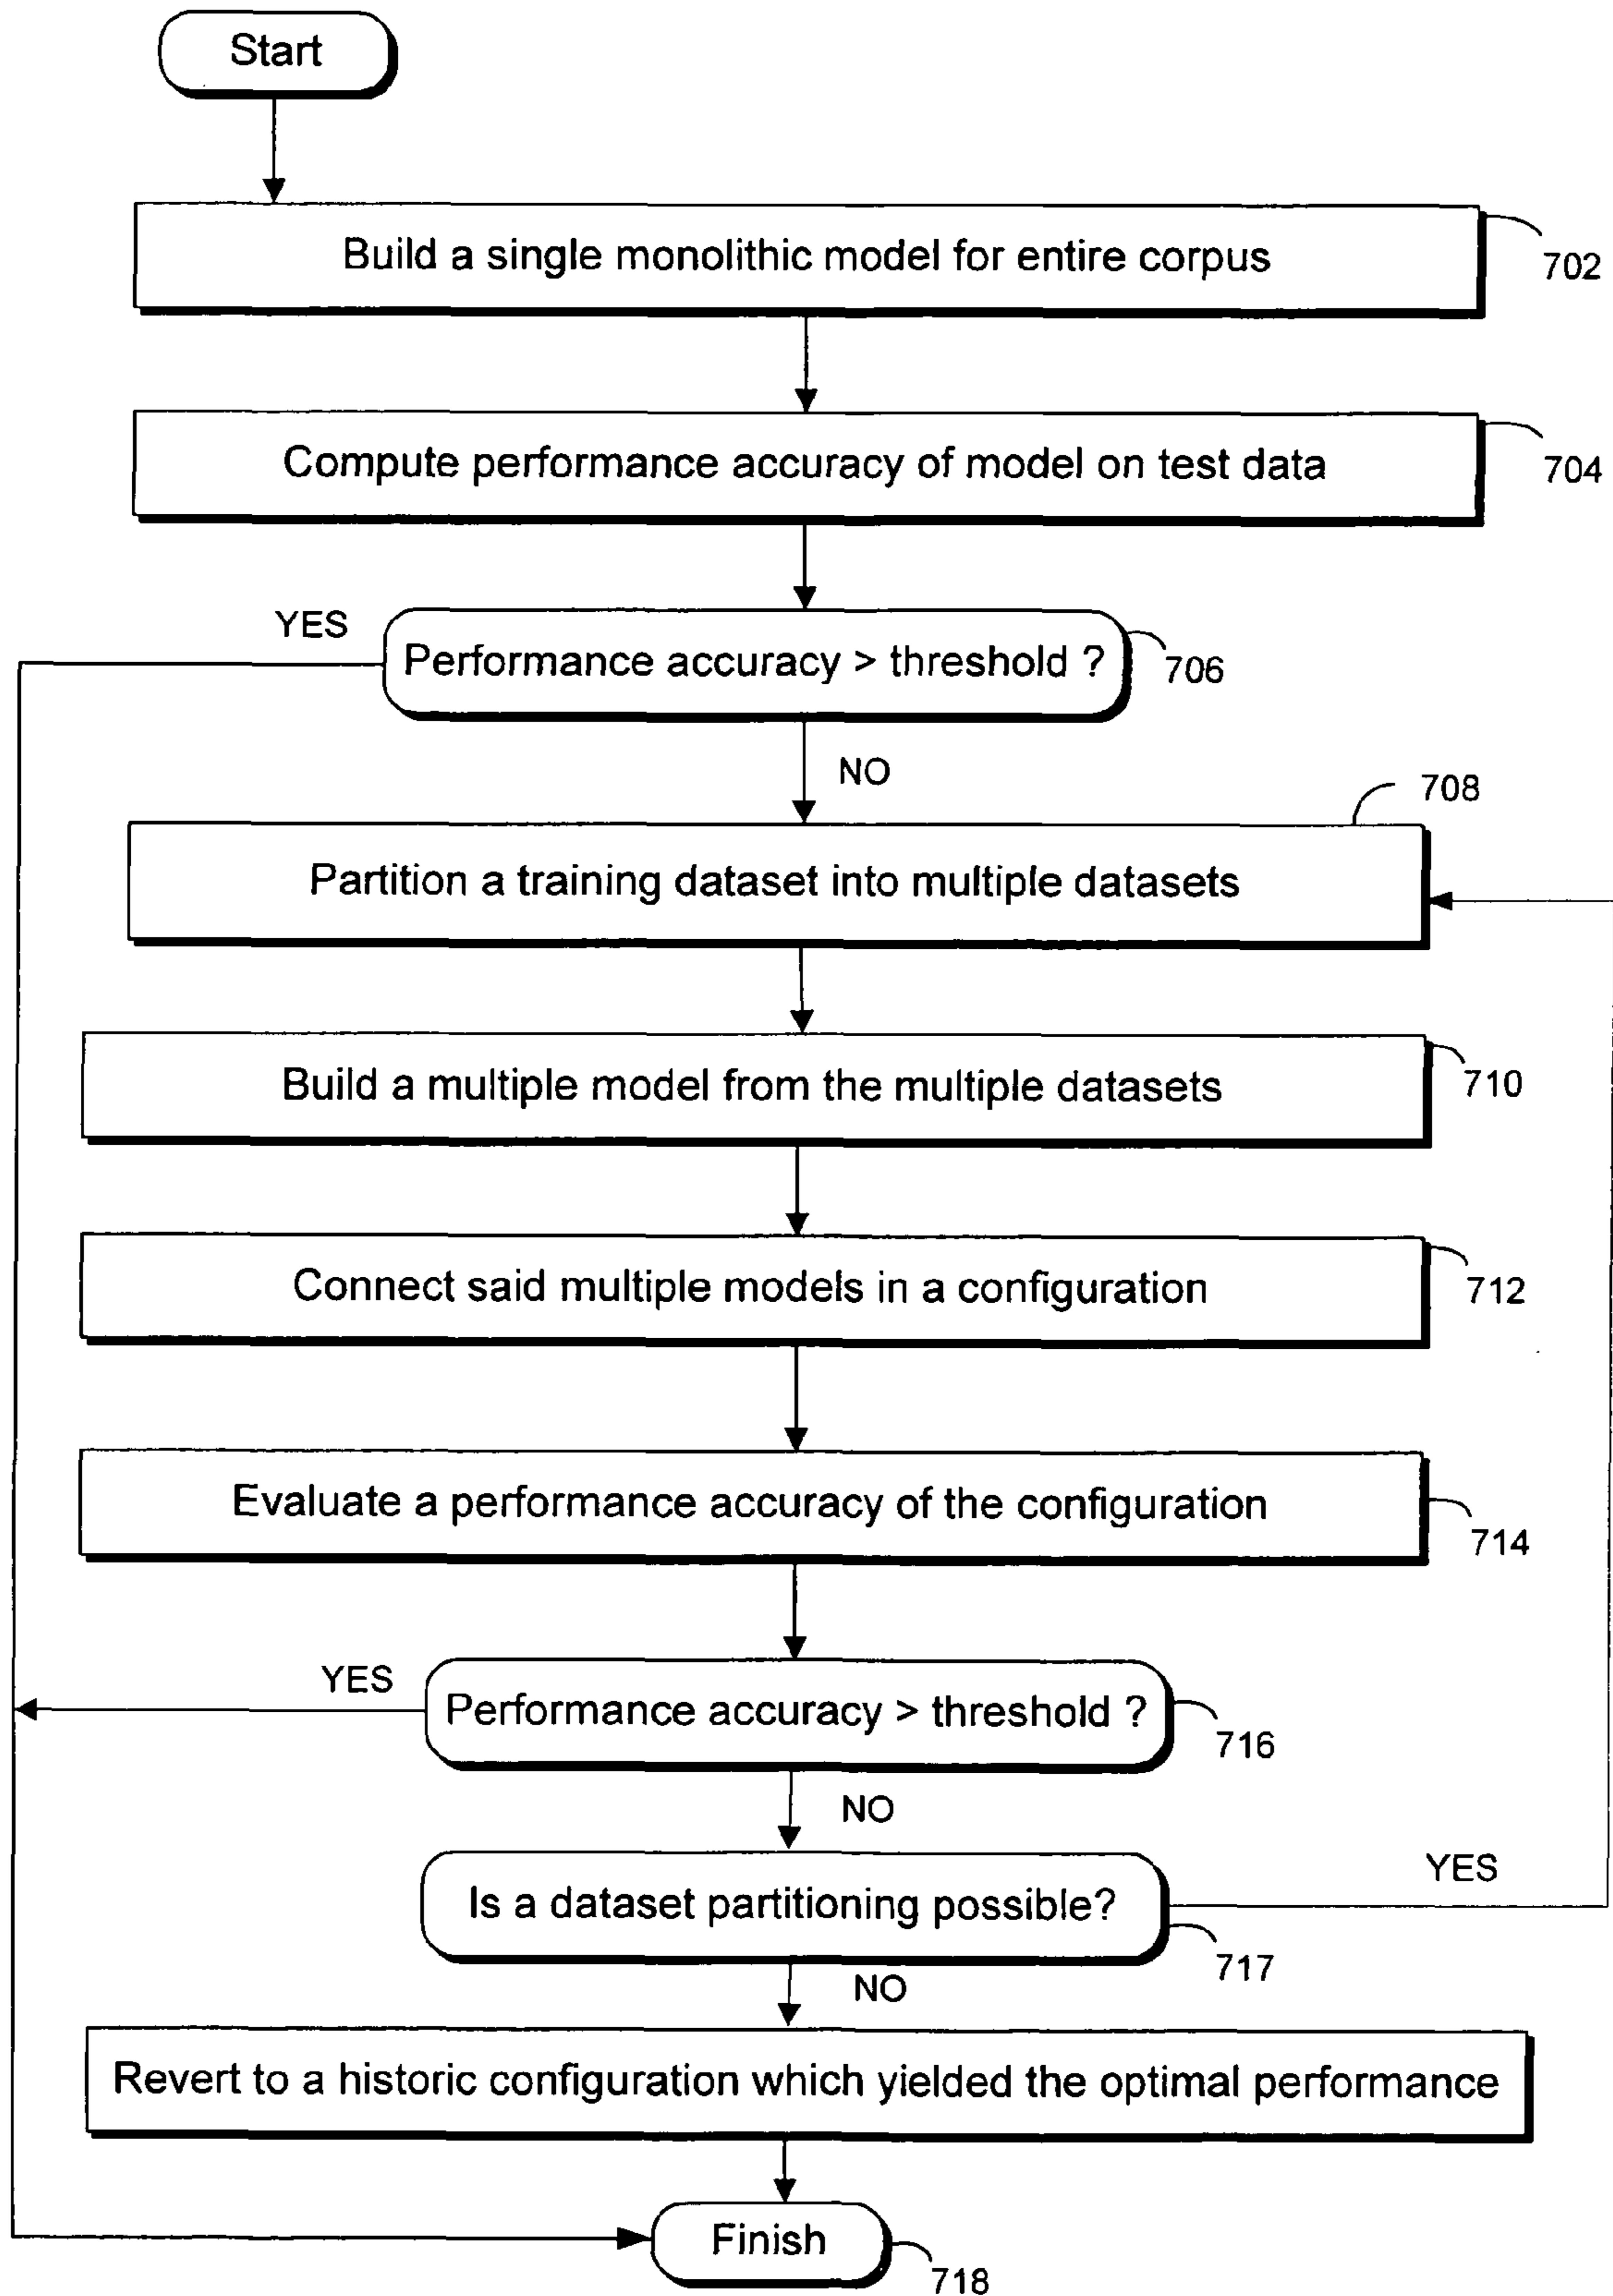 Start
Build a single monolithic model for entire corpus
702
Compute performance accuracy of model on test data
704
YES
Performance accuracy > threshold ?
706
NO
708
Partition a training dataset into multiple datasets
Build a multiple model from the multiple datasets
710
Connect said multiple models in a configuration
712
Evaluate a performance accuracy of the configuration
714
YES
Performance accuracy > threshold ?
716
NO
YES
Is a dataset partitioning possible?
717
NO
Revert to a historic configuration which yielded the optimal performance
Finish
718